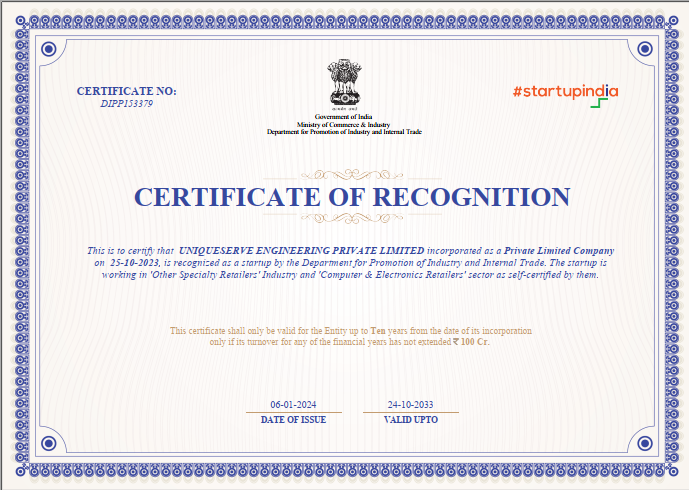 CERTIFICATE NO:
DIPP153379
#startupindia
Government of India
Ministry of Commerce & Industry
Department for Promotion of Industry and Internal Trade
CERTIFICATE OF RECOGNITION
This is to certify that UNIQUESERVE ENGINEERING PRIVATE LIMITED incorporated as a Private Limited Company
on 25-10-2023, is recognized as a startup by the Department for Promotion of Industry and Internal Trade. The startup is
working in 'Other Specialty Retailers' Industry and 'Computer & Electronics Retailers' sector as self-certified by them.
This certificate shall only be valid for the Entity up to Ten years from the date of its incorporation
only if its turnover for any of the financial years has not extended ₹ 100 Cr.
06-01-2024
DATE OF ISSUE
24-10-2033
VALID UPTO